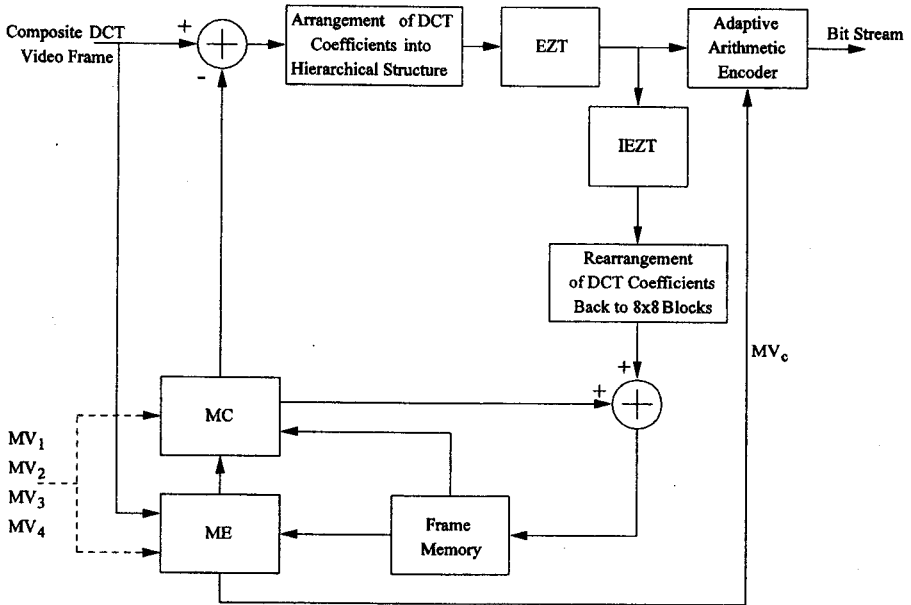 Composite DCT
Video Frame
+
-
Arrangement of DCT
Coefficients into
Hierarchical Structure
EZT
Adaptive
Arithmetic
Encoder
Bit Stream
IEZT
Rearrangement
of DCT Coefficients
Back to 8x8 Blocks
MVc
+
+
MC
MV1
MV2
MV3
MV4
ME
Frame
Memory